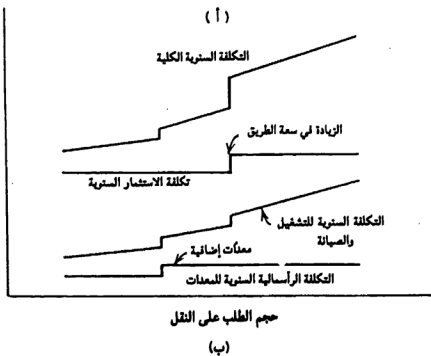 ( أ )
التكلفة السنوية الكلية
الزيادة في سعة الطريق
تكلفة الاستثمار السنوية
التكلفة السنوية للتشغيل
والصيانة
معدات إضافية
التكلفة الرأسمالية السنوية للمعدات
حجم الطلب على النقل
(ب)